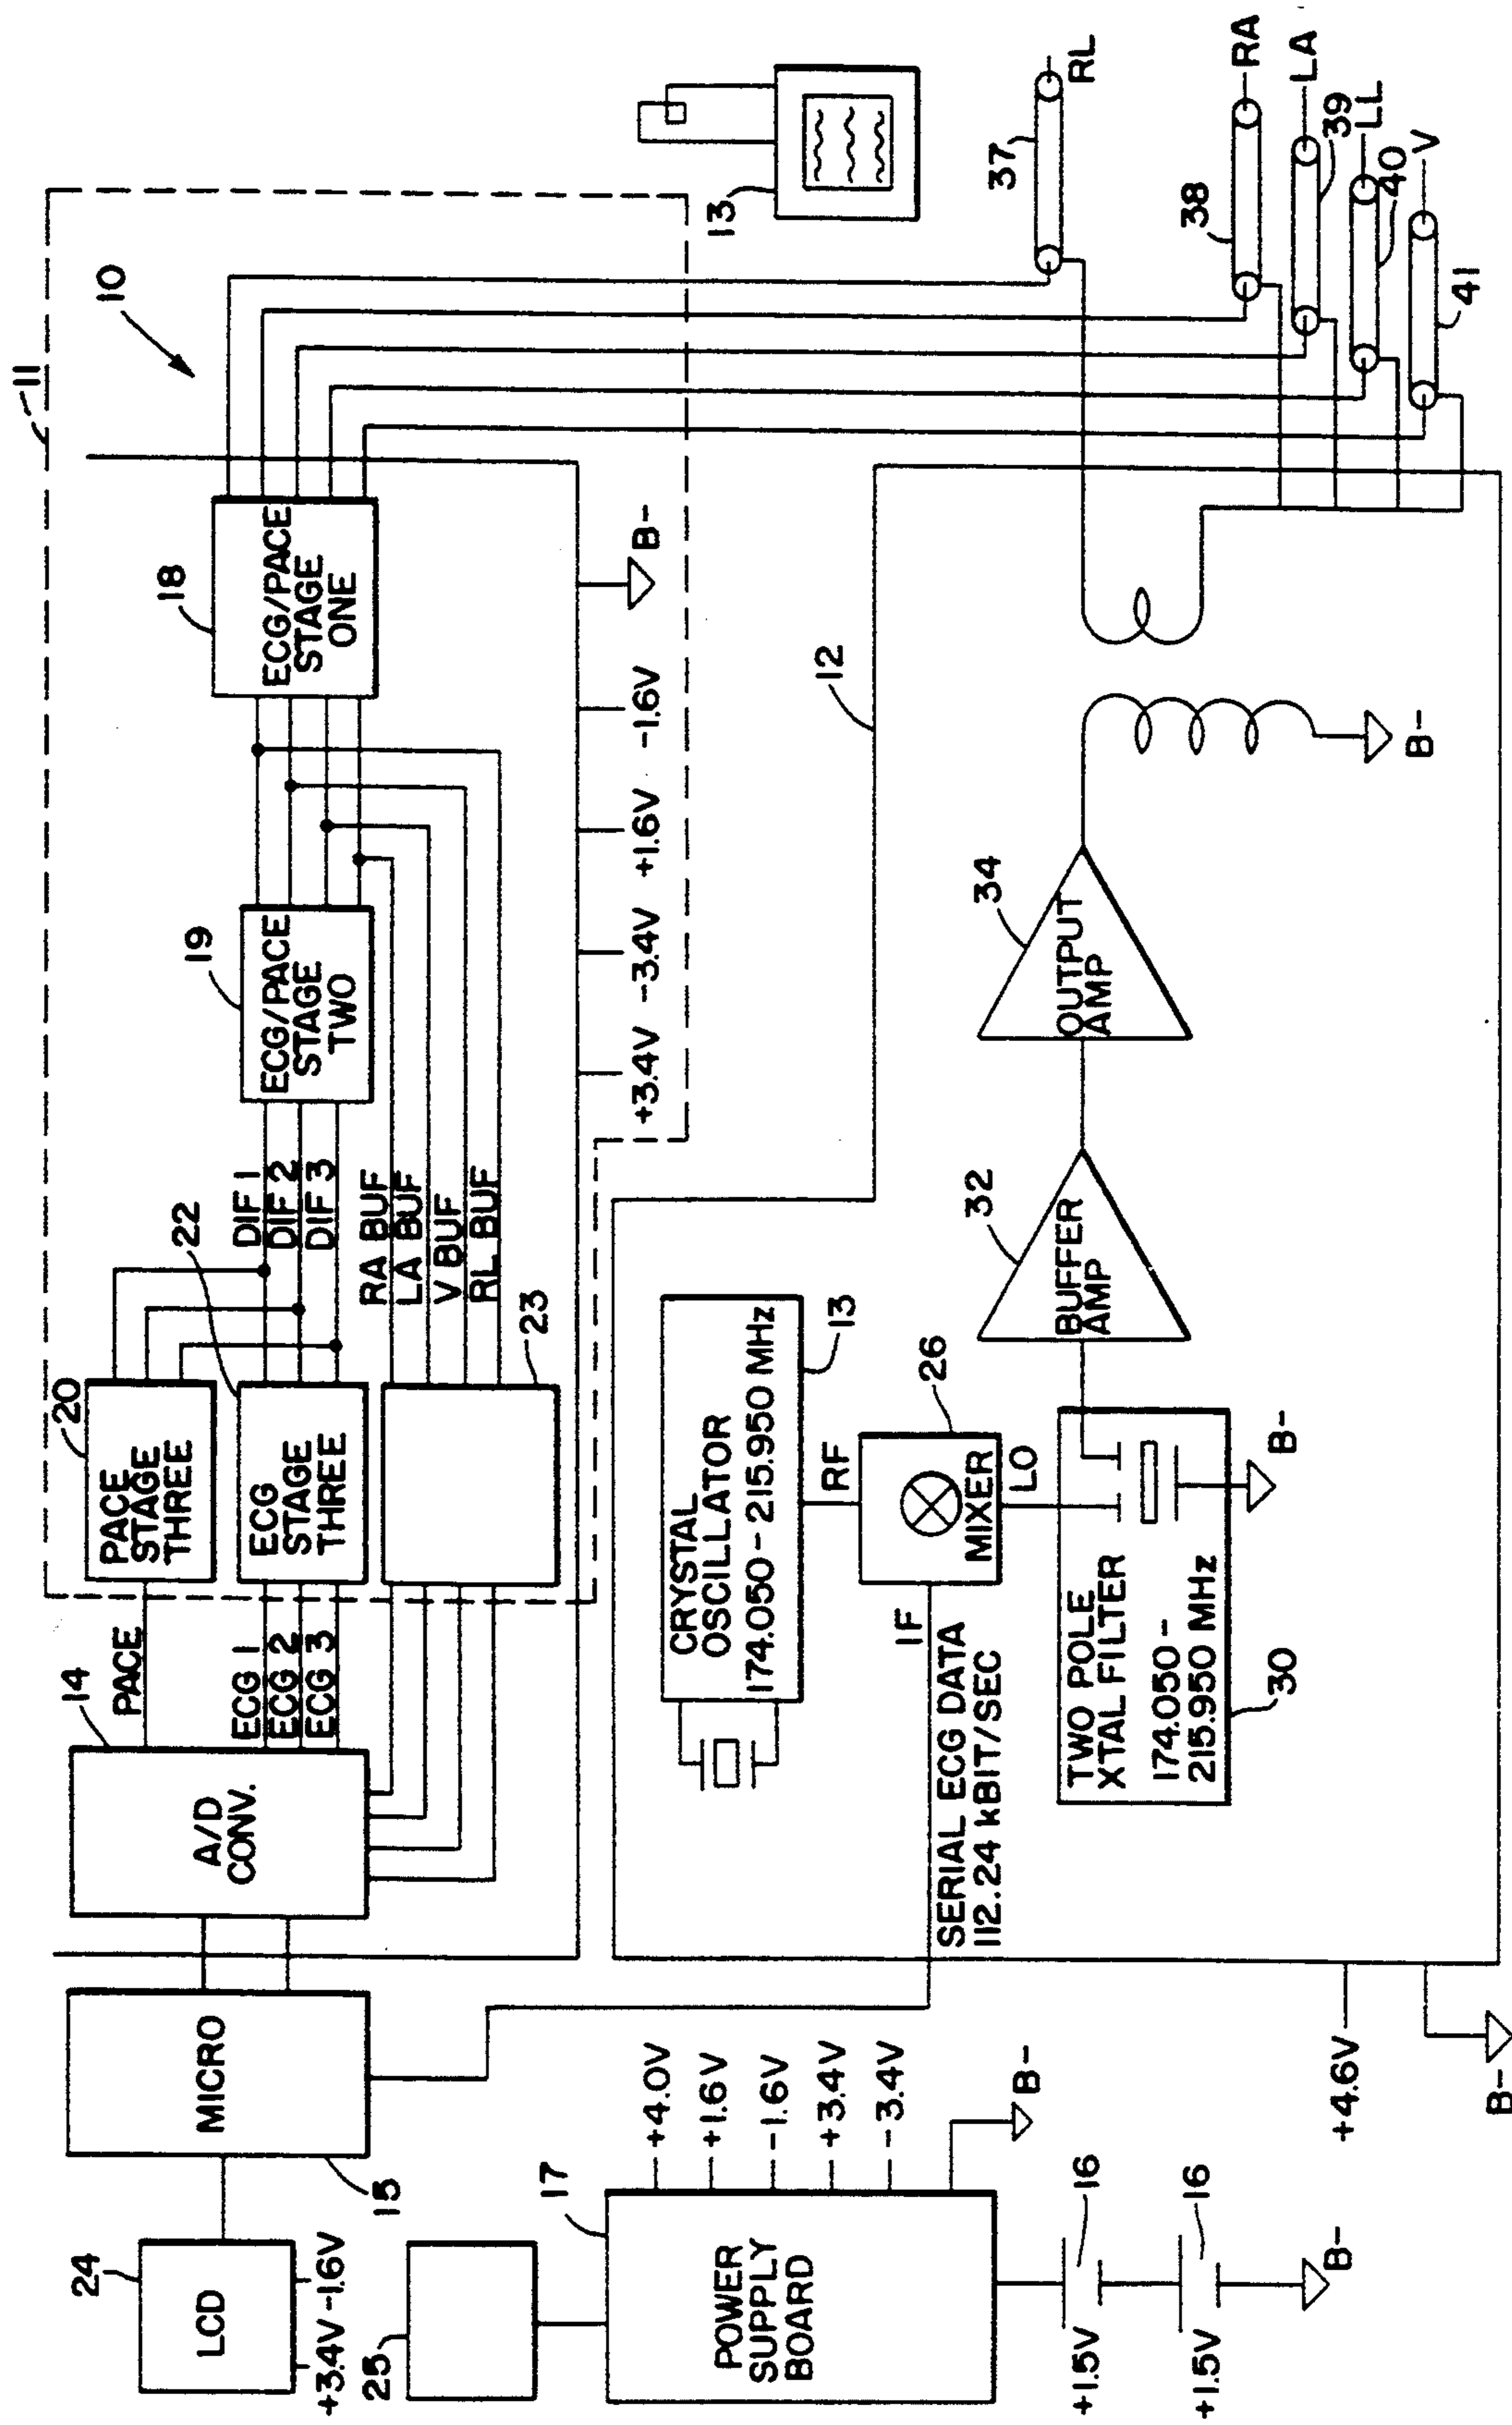 11
10
20
PACE
STAGE
THREE
22
ECG
STAGE
THREE
23
DIF 1
DIF 2
DIF 3
RA BUF
LA BUF
V BUF
RL BUF
19
ECG/PACE
STAGE
TWO
18
ECG/PACE
STAGE
ONE
14
A/D
CONV.
PACE
ECG 1
ECG 2
ECG 3
+3.4V
-3.4V
+1.6V
-1.6V
B-
24
LCD
+3.4V
-1.6V
MICRO
15
25
17
POWER
SUPPLY
BOARD
+4.0V
+1.6V
-1.6V
+3.4V
-3.4V
B-
+1.5V
16
+1.5V
16
B-
12
CRYSTAL
OSCILLATOR
174.050-215.950 MHz
13
RF
IF
26
MIXER
LO
SERIAL ECG DATA
112.24 kBIT/SEC
TWO POLE
XTAL FILTER
174.050-
215.950 MHz
30
B-
32
BUFFER
AMP
34
OUTPUT
AMP
B-
+4.6V
B-
13
37
RL
38
RA
LA
39
LL
40
V
41